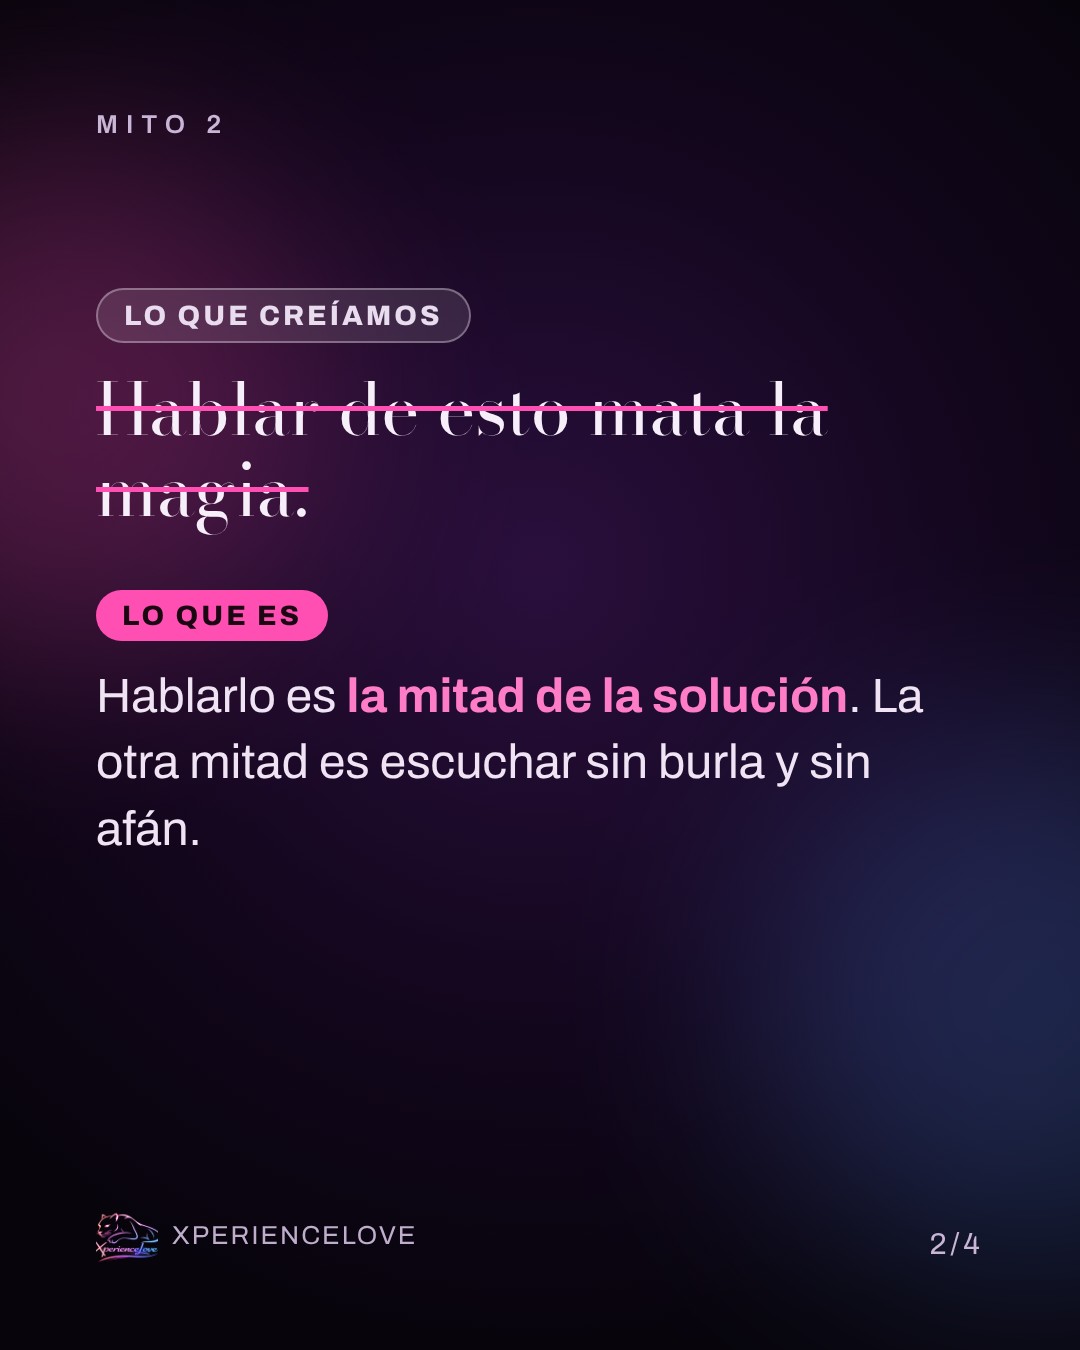 MITO 2
LO QUE CREÍAMOS
Hablar de esto mata la
magia.
LO QUE ES
Hablarlo es la mitad de la solución. La
otra mitad es escuchar sin burla y sin
afán.
XperienceLove
XPERIENCELOVE
2/4